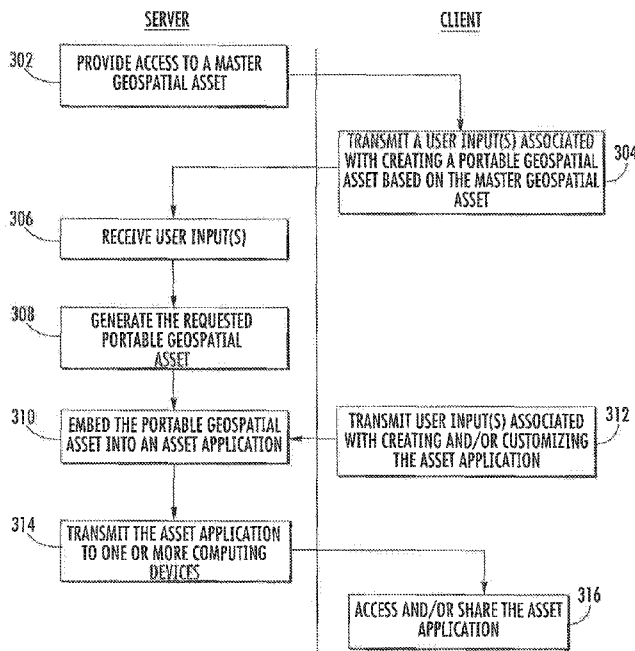 SERVER
CLIENT
302
PROVIDE ACCESS TO A MASTER
GEOSPATIAL ASSET
TRANSMIT A USER INPUT(S) ASSOCIATED
WITH CREATING A PORTABLE GEOSPATIAL
ASSET BASED ON THE MASTER GEOSPATIAL
ASSET
304
306
RECEIVE USER INPUT(S)
308
GENERATE THE REQUESTED
PORTABLE GEOSPATIAL
ASSET
310
EMBED THE PORTABLE GEOSPATIAL
ASSET INTO AN ASSET APPLICATION
TRANSMIT USER INPUT(S) ASSOCIATED
WITH CREATING AND/OR CUSTOMIZING
THE ASSET APPLICATION
312
314
TRANSMIT THE ASSET APPLICATION
TO ONE OR MORE COMPUTING
DEVICES
ACCESS AND/OR SHARE THE ASSET
APPLICATION
316